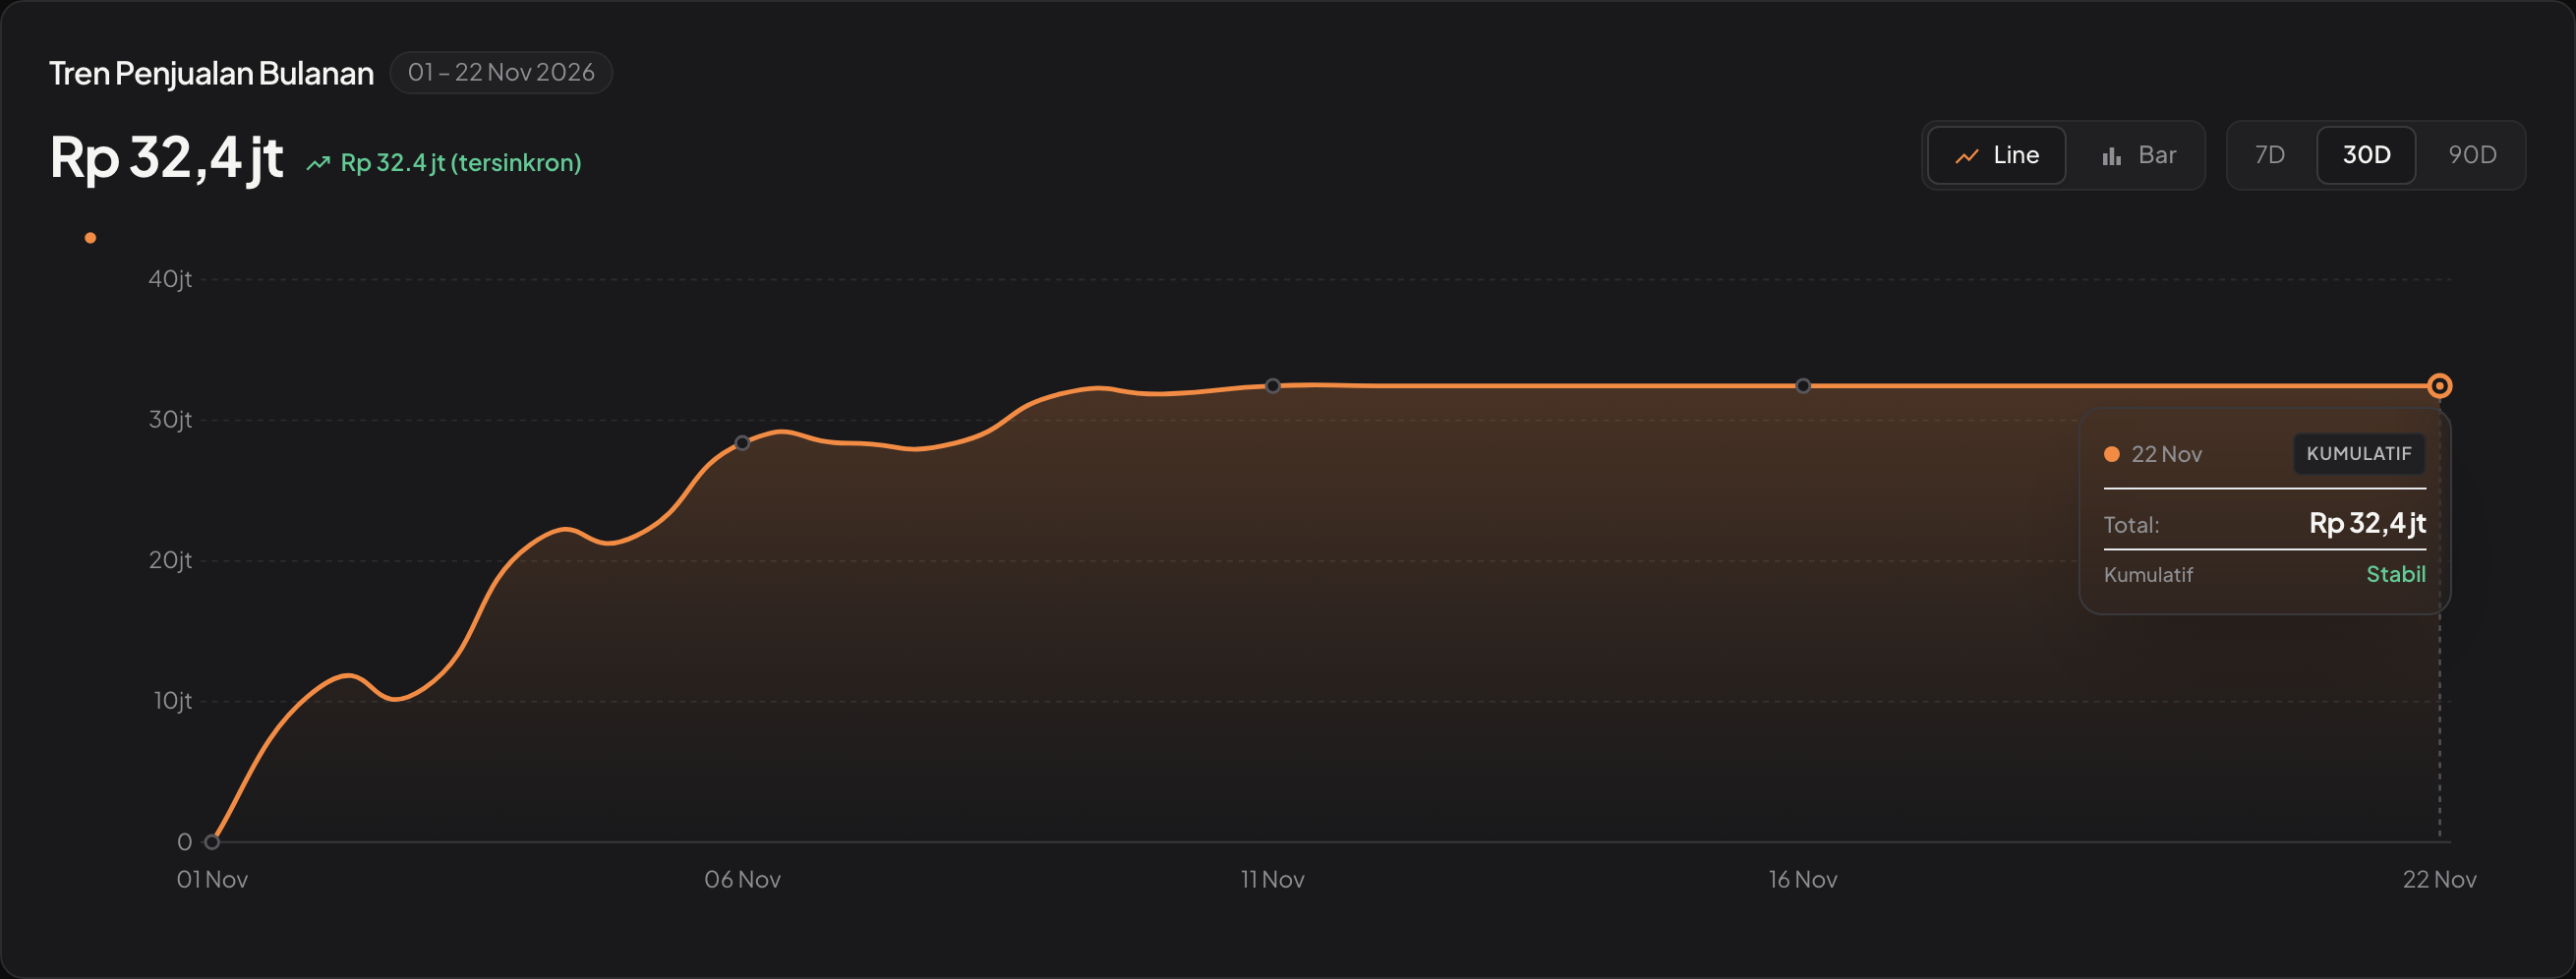 Tren Penjualan Bulanan 01 – 22 Nov 2026
Rp 32,4 jt Rp 32.4 jt (tersinkron)
Line Bar 7D 30D 90D
40jt
30jt
20jt
10jt
0
22 Nov KUMULATIF
Total: Rp 32,4 jt
Kumulatif Stabil
01 Nov 06 Nov 11 Nov 16 Nov 22 Nov